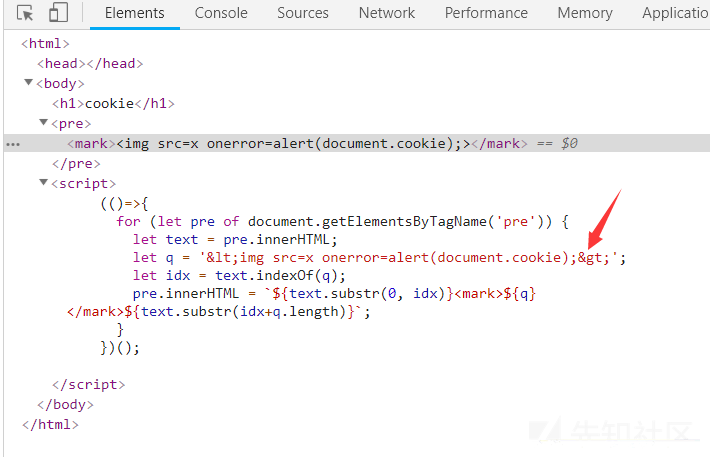 Elements Console Sources Network Performance Memory Applicatio
<html>
<head></head>
<body>
<h1>cookie</h1>
<pre>
<mark><img src=x onerror=alert(document.cookie);></mark> == $0
</pre>
<script>
(()=>{
for (let pre of document.getElementsByTagName('pre')) {
let text = pre.innerHTML;
let q = '&lt;img src=x onerror=alert(document.cookie);&gt;';
let idx = text.indexOf(q);
pre.innerHTML = `${text.substr(0, idx)}<mark>${q}
</mark>${text.substr(idx+q.length)}`;
}
})();
</script>
</body>
</html>
先知社区